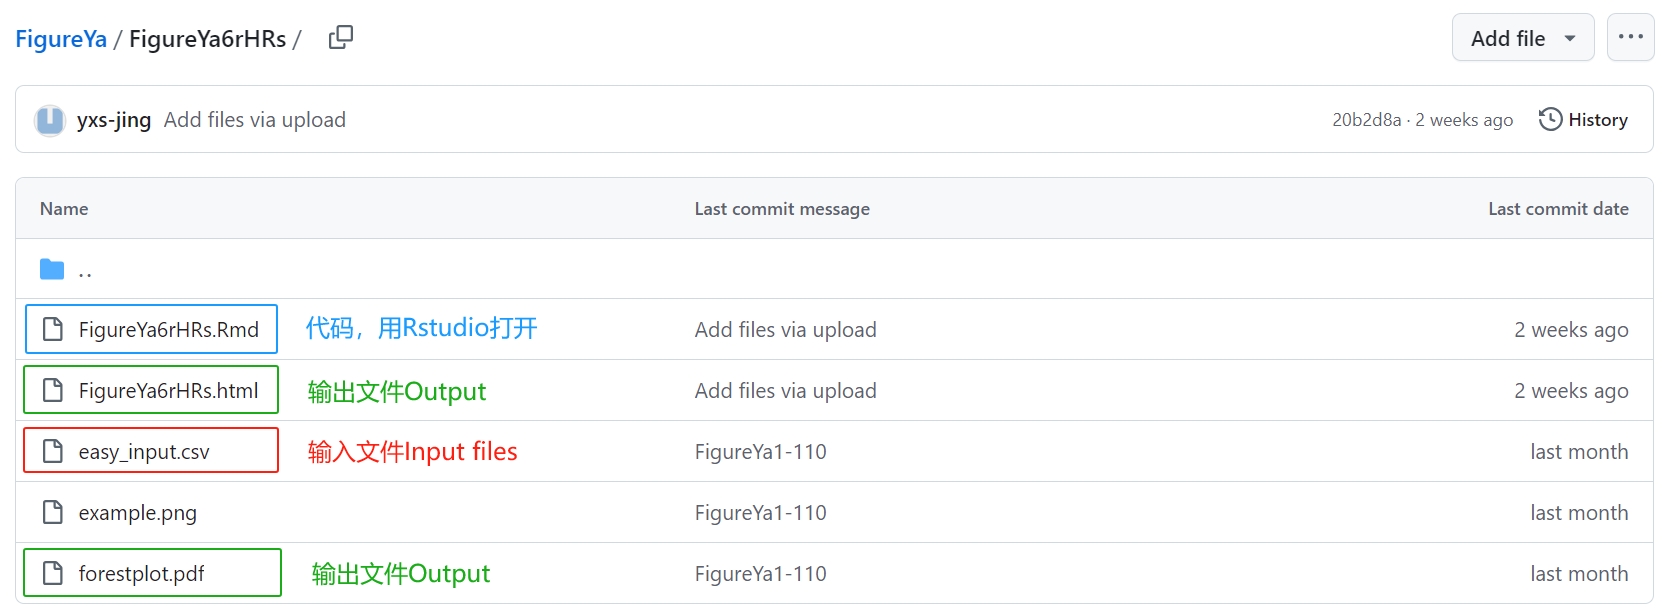 FigureYa / FigureYa6rHRs /
Add file
yxs-jing Add files via upload 20b2d8a · 2 weeks ago History
Name Last commit message Last commit date
..
FigureYa6rHRs.Rmd 代码，用Rstudio打开 Add files via upload 2 weeks ago
FigureYa6rHRs.html 输出文件Output Add files via upload 2 weeks ago
easy_input.csv 输入文件Input files FigureYa1-110 last month
example.png FigureYa1-110 last month
forestplot.pdf 输出文件Output FigureYa1-110 last month